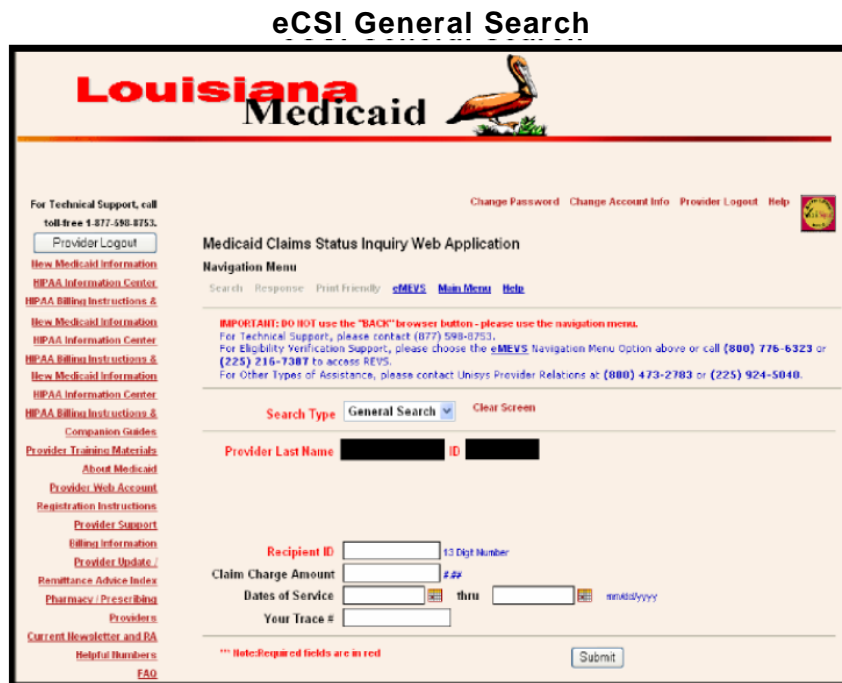 eCSI General Search
Louisiana
Medicaid
For Technical Support, call
toll-free 1-877-598-8753.
Change Password Change Account Info Provider Logout Help
Provider Logout
Medicaid Claims Status Inquiry Web Application
New Medicaid Information
Navigation Menu
HIPAA Information Center
Search Response Print Friendly eMEVS Main Menu Help
HIPAA Billing Instructions &
New Medicaid Information
HIPAA Information Center
HIPAA Billing Instructions &
New Medicaid Information
HIPAA Information Center
HIPAA Billing Instructions &
Companion Guides
Provider Training Materials
About Medicaid
Provider Web Account
Registration Instructions
Provider Support
Billing Information
Provider Update /
Remittance Advice Index
Pharmacy / Prescribing
Providers
Current Newsletter and RA
Helpful Numbers
FAQ
IMPORTANT: DO NOT use the "BACK" browser button - please use the navigation menu.
For Technical Support, please contact (877) 598-8753.
For Eligibility Verification Support, please choose the eMEVS Navigation Menu Option above or call (800) 776-6323 or
(225) 216-7387 to access REVS.
For Other Types of Assistance, please contact Unisys Provider Relations at (800) 473-2783 or (225) 924-5040.
Search Type General Search Clear Screen
Provider Last Name ID
Recipient ID 13 Digit Number
Claim Charge Amount #.##
Dates of Service thru mm/dd/yyyy
Your Trace #
*** Note:Required fields are in red
Submit